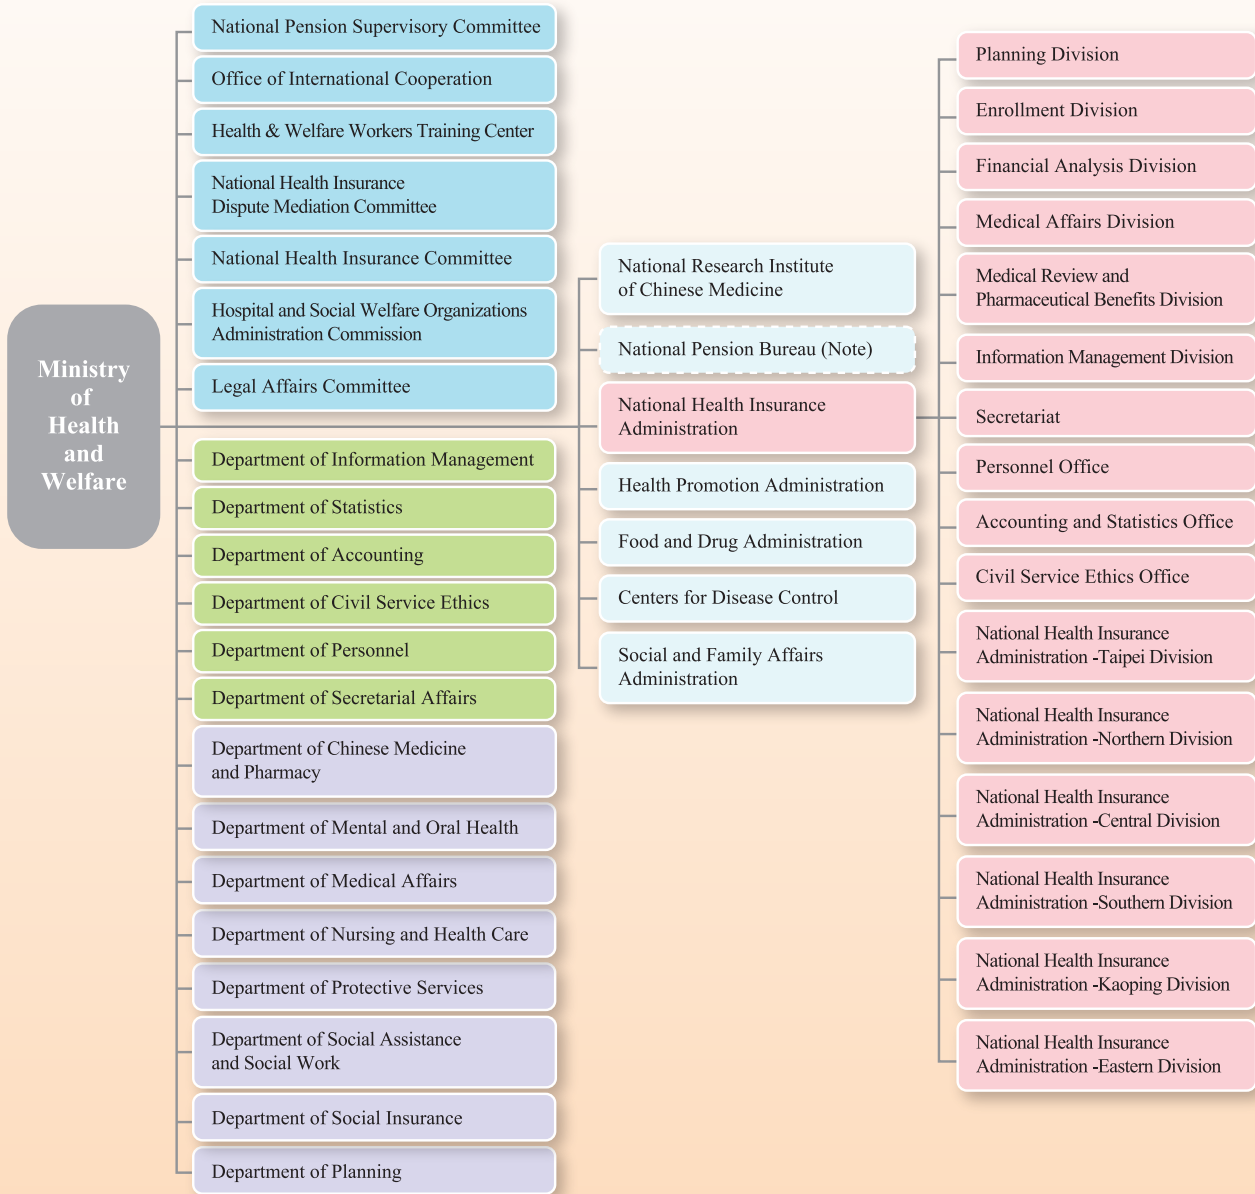 Ministry
of
Health
and
Welfare
National Pension Supervisory Committee
Office of International Cooperation
Health & Welfare Workers Training Center
National Health Insurance
Dispute Mediation Committee
National Health Insurance Committee
Hospital and Social Welfare Organizations
Administration Commission
Legal Affairs Committee
Department of Information Management
Department of Statistics
Department of Accounting
Department of Civil Service Ethics
Department of Personnel
Department of Secretarial Affairs
Department of Chinese Medicine
and Pharmacy
Department of Mental and Oral Health
Department of Medical Affairs
Department of Nursing and Health Care
Department of Protective Services
Department of Social Assistance
and Social Work
Department of Social Insurance
Department of Planning
National Research Institute
of Chinese Medicine
National Pension Bureau (Note)
National Health Insurance
Administration
Health Promotion Administration
Food and Drug Administration
Centers for Disease Control
Social and Family Affairs
Administration
Planning Division
Enrollment Division
Financial Analysis Division
Medical Affairs Division
Medical Review and
Pharmaceutical Benefits Division
Information Management Division
Secretariat
Personnel Office
Accounting and Statistics Office
Civil Service Ethics Office
National Health Insurance
Administration -Taipei Division
National Health Insurance
Administration -Northern Division
National Health Insurance
Administration -Central Division
National Health Insurance
Administration -Southern Division
National Health Insurance
Administration -Kaoping Division
National Health Insurance
Administration -Eastern Division